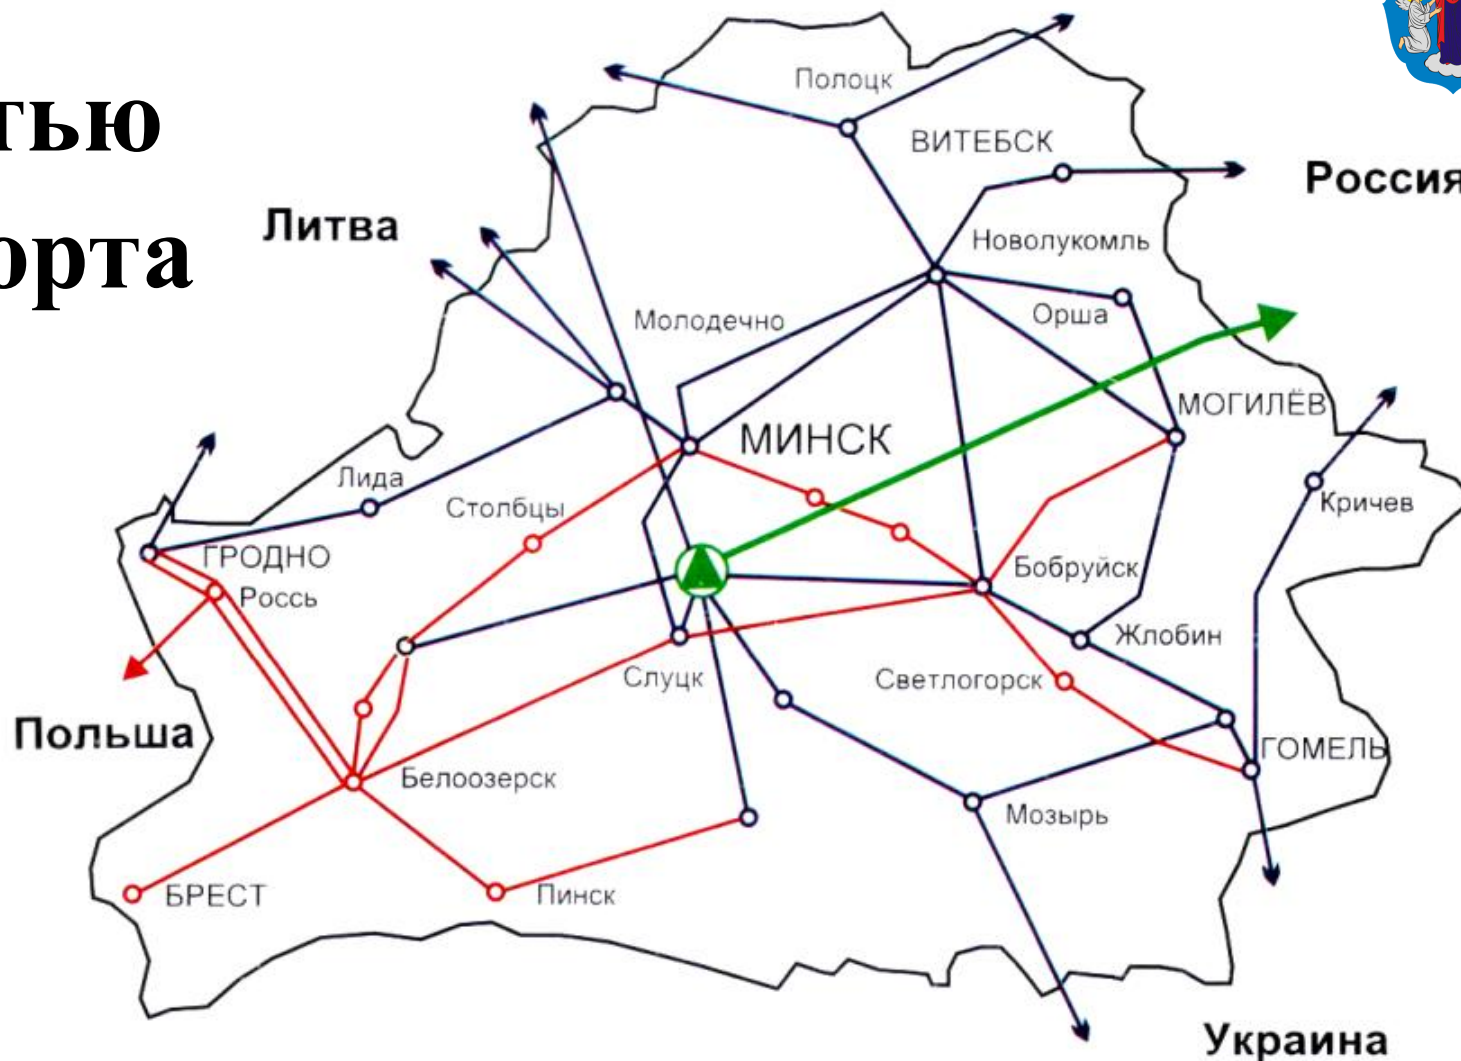 тью
орта
Полоцк
ВИТЕБСК
Россия
Литва
Новолукомль
Молодечно
Орша
МОГИЛЁВ
МИНСК
Лида
Столбцы
Кричев
ГРОДНО
Россь
Бобруйск
Жлобин
Слуцк
Светлогорск
Польша
ГОМЕЛЬ
Белоозерск
Мозырь
БРЕСТ
Пинск
Украина